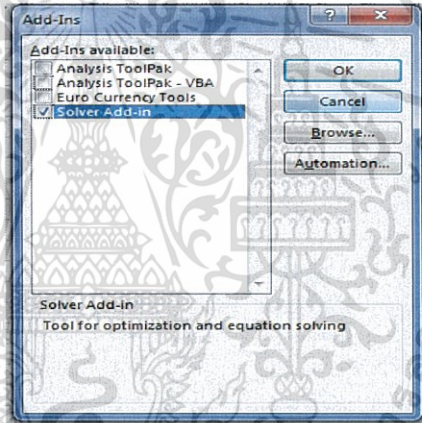 Add-Ins
Add-Ins available:
Analysis ToolPak
Analysis ToolPak - VBA
Euro Currency Tools
Solver Add-in
OK
Cancel
Browse...
Automation...
Solver Add-in
Tool for optimization and equation solving